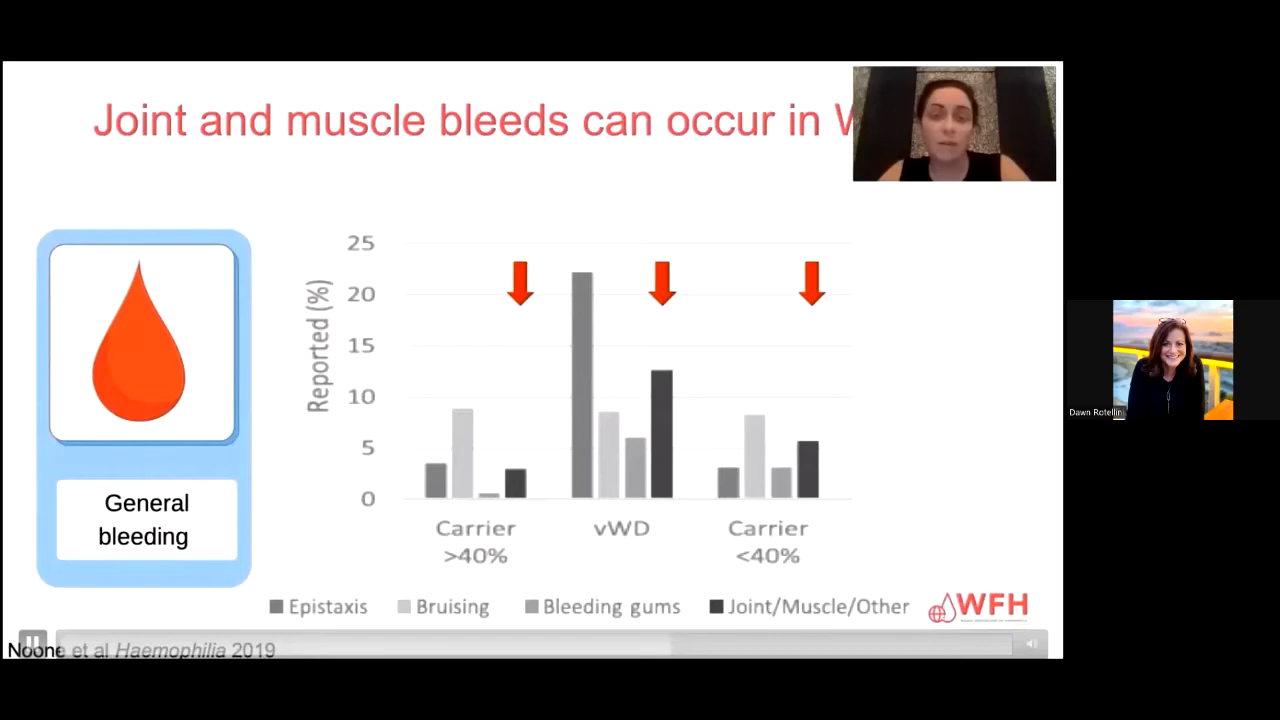 Joint and muscle bleeds can occur in
25
20
15
10
5
0
Reported (%)
Carrier
>40%
vWD
Carrier
<40%
Epistaxis
Bruising
Bleeding gums
Joint/Muscle/Other
General
bleeding
WFH
Noone et al Haemophilia 2019
Dawn Rotellini